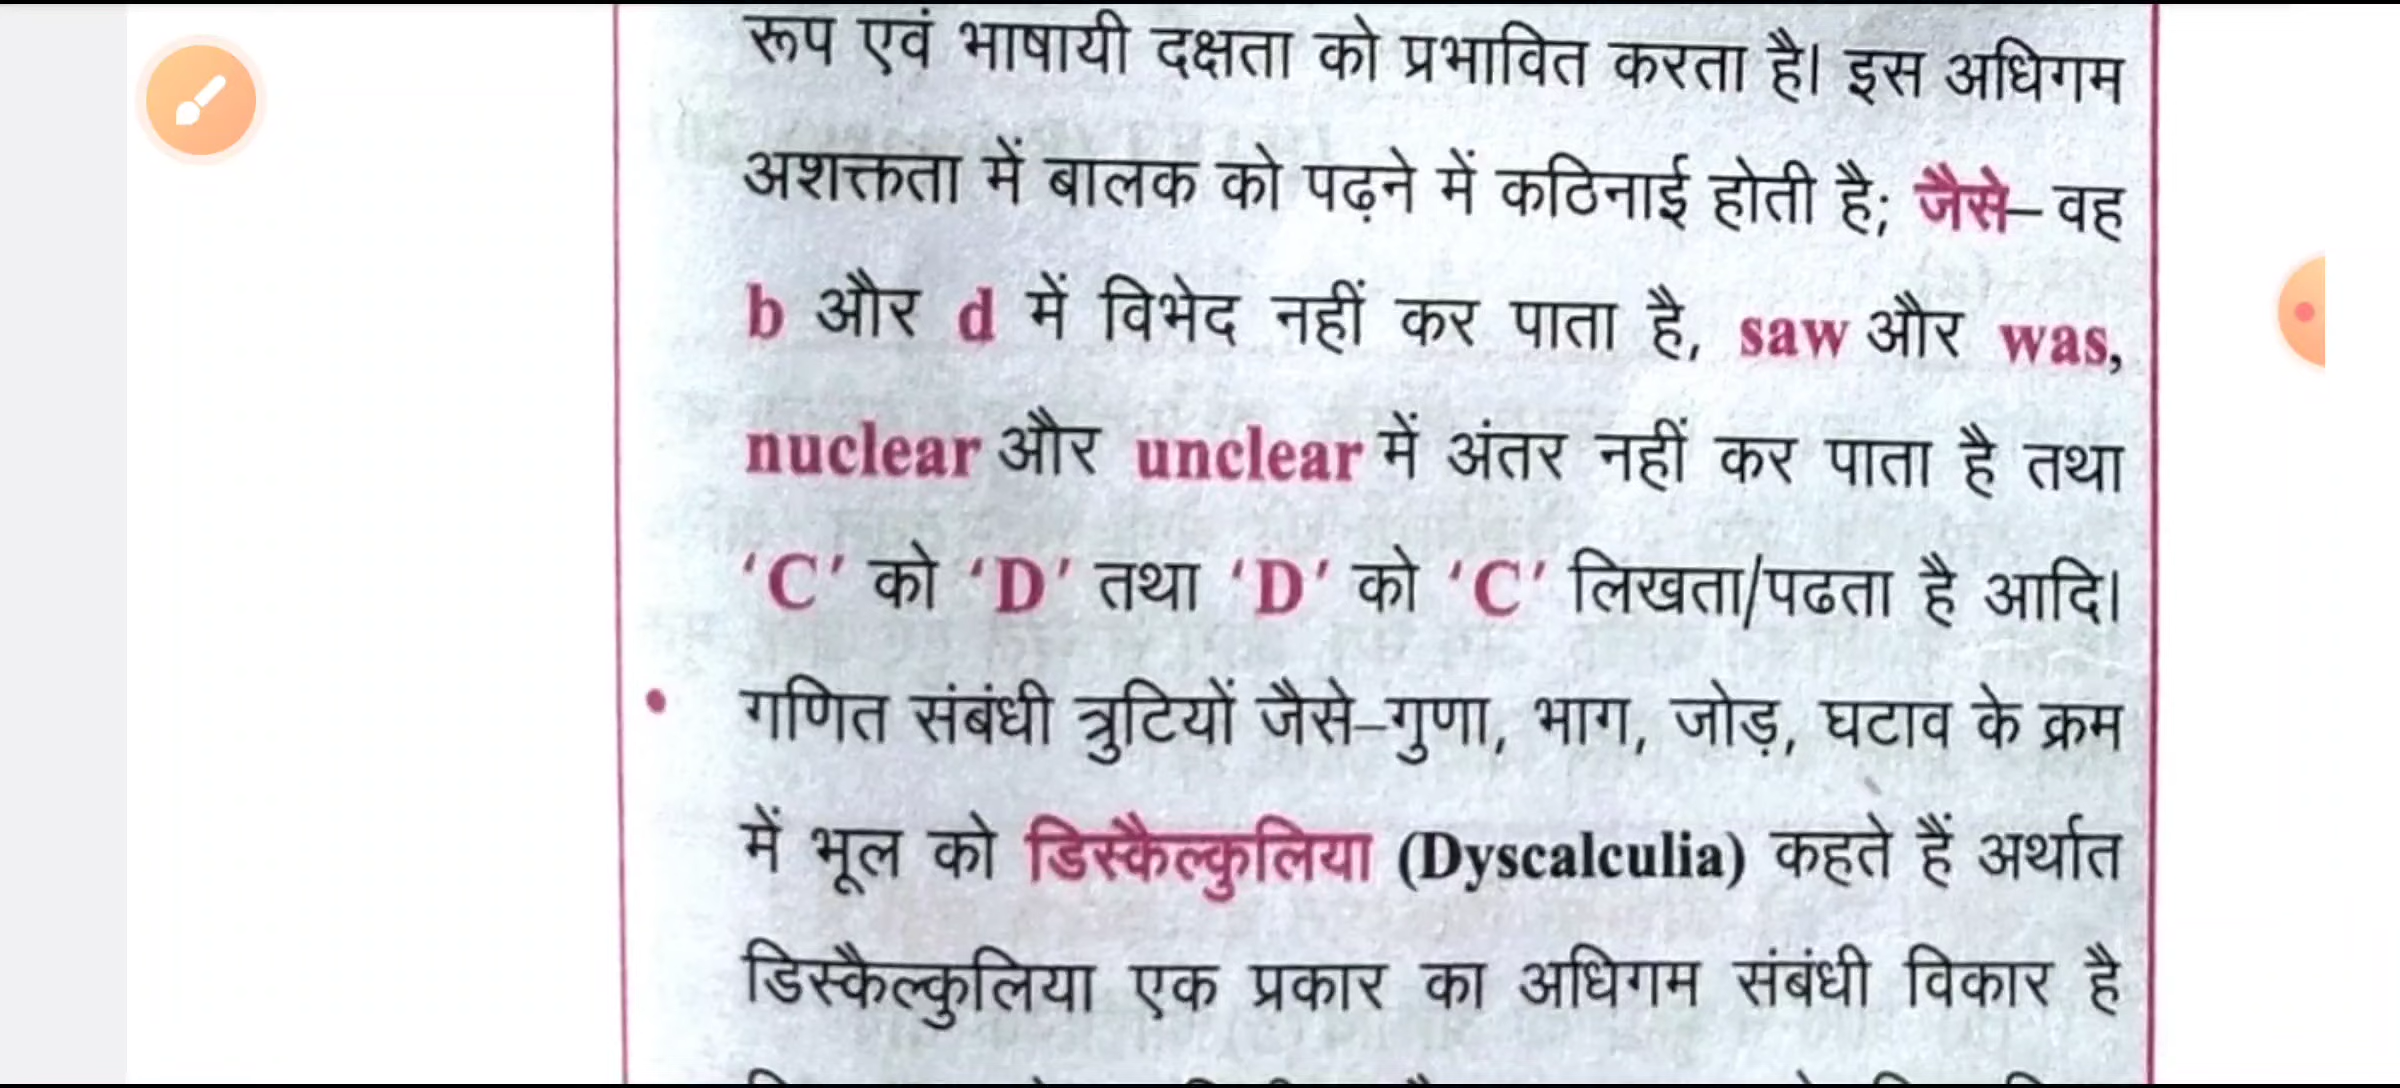 रूप एवं भाषायी दक्षता को प्रभावित करता है। इस अधिगम
अशक्तता में बालक को पढ़ने में कठिनाई होती है; जैसे– वह
b और d में विभेद नहीं कर पाता है, saw और was,
nuclear और unclear में अंतर नहीं कर पाता है तथा
‘C’ को ‘D’ तथा ‘D’ को ‘C’ लिखता/पढता है आदि।
• गणित संबंधी त्रुटियों जैसे–गुणा, भाग, जोड़, घटाव के क्रम
में भूल को डिस्कैल्कुलिया (Dyscalculia) कहते हैं अर्थात
डिस्कैल्कुलिया एक प्रकार का अधिगम संबंधी विकार है